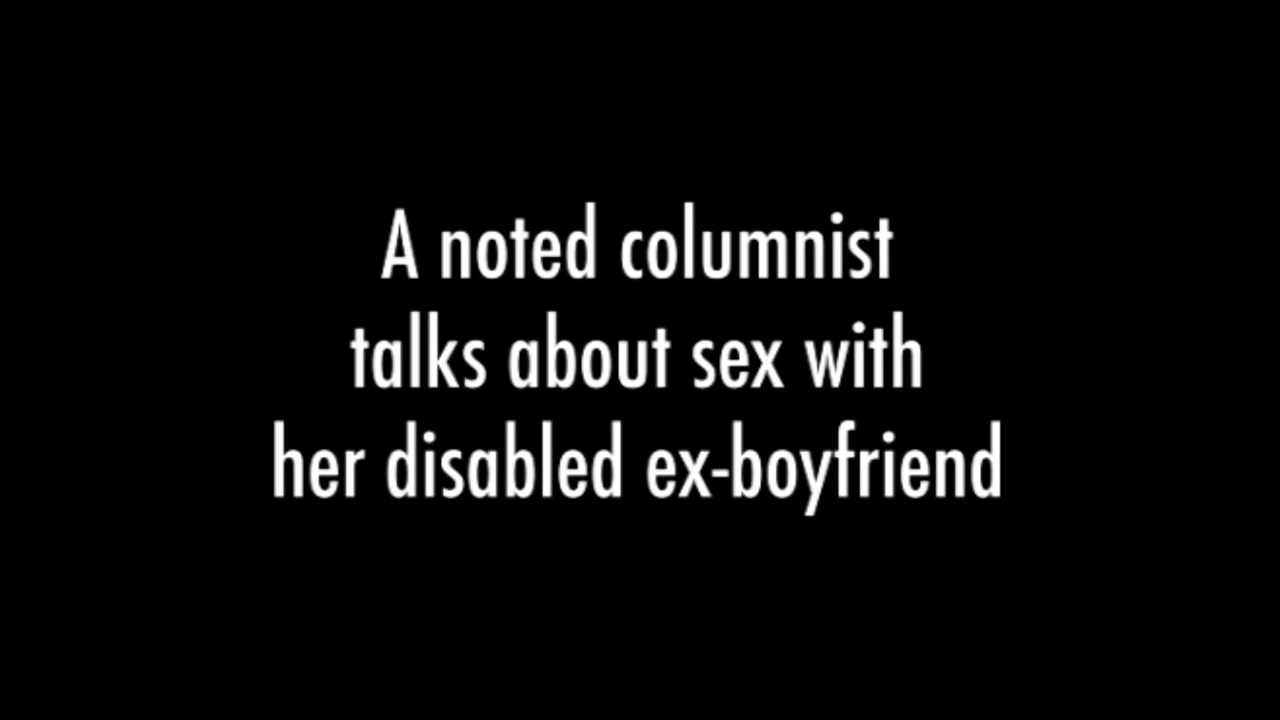 A noted columnist
talks about sex with
her disabled ex-boyfriend